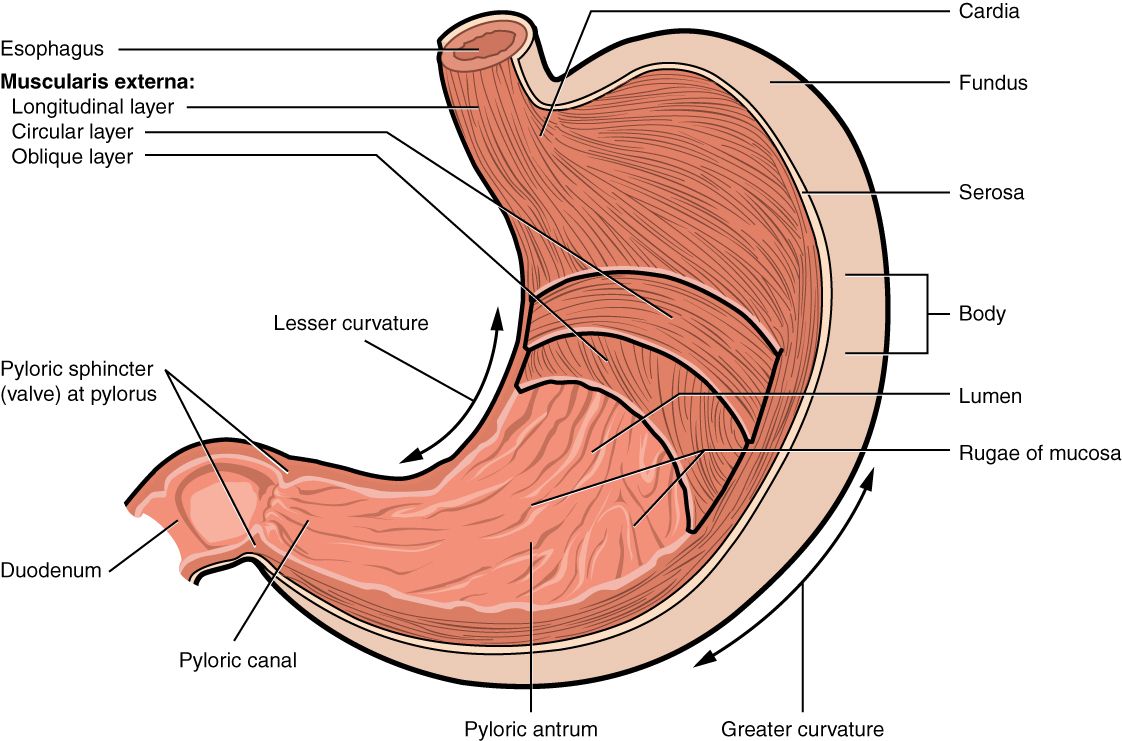 Esophagus
Muscularis externa:
Longitudinal layer
Circular layer
Oblique layer
Cardia
Fundus
Serosa
Body
Lesser curvature
Pyloric sphincter
(valve) at pylorus
Lumen
Rugae of mucosa
Duodenum
Pyloric canal
Pyloric antrum
Greater curvature